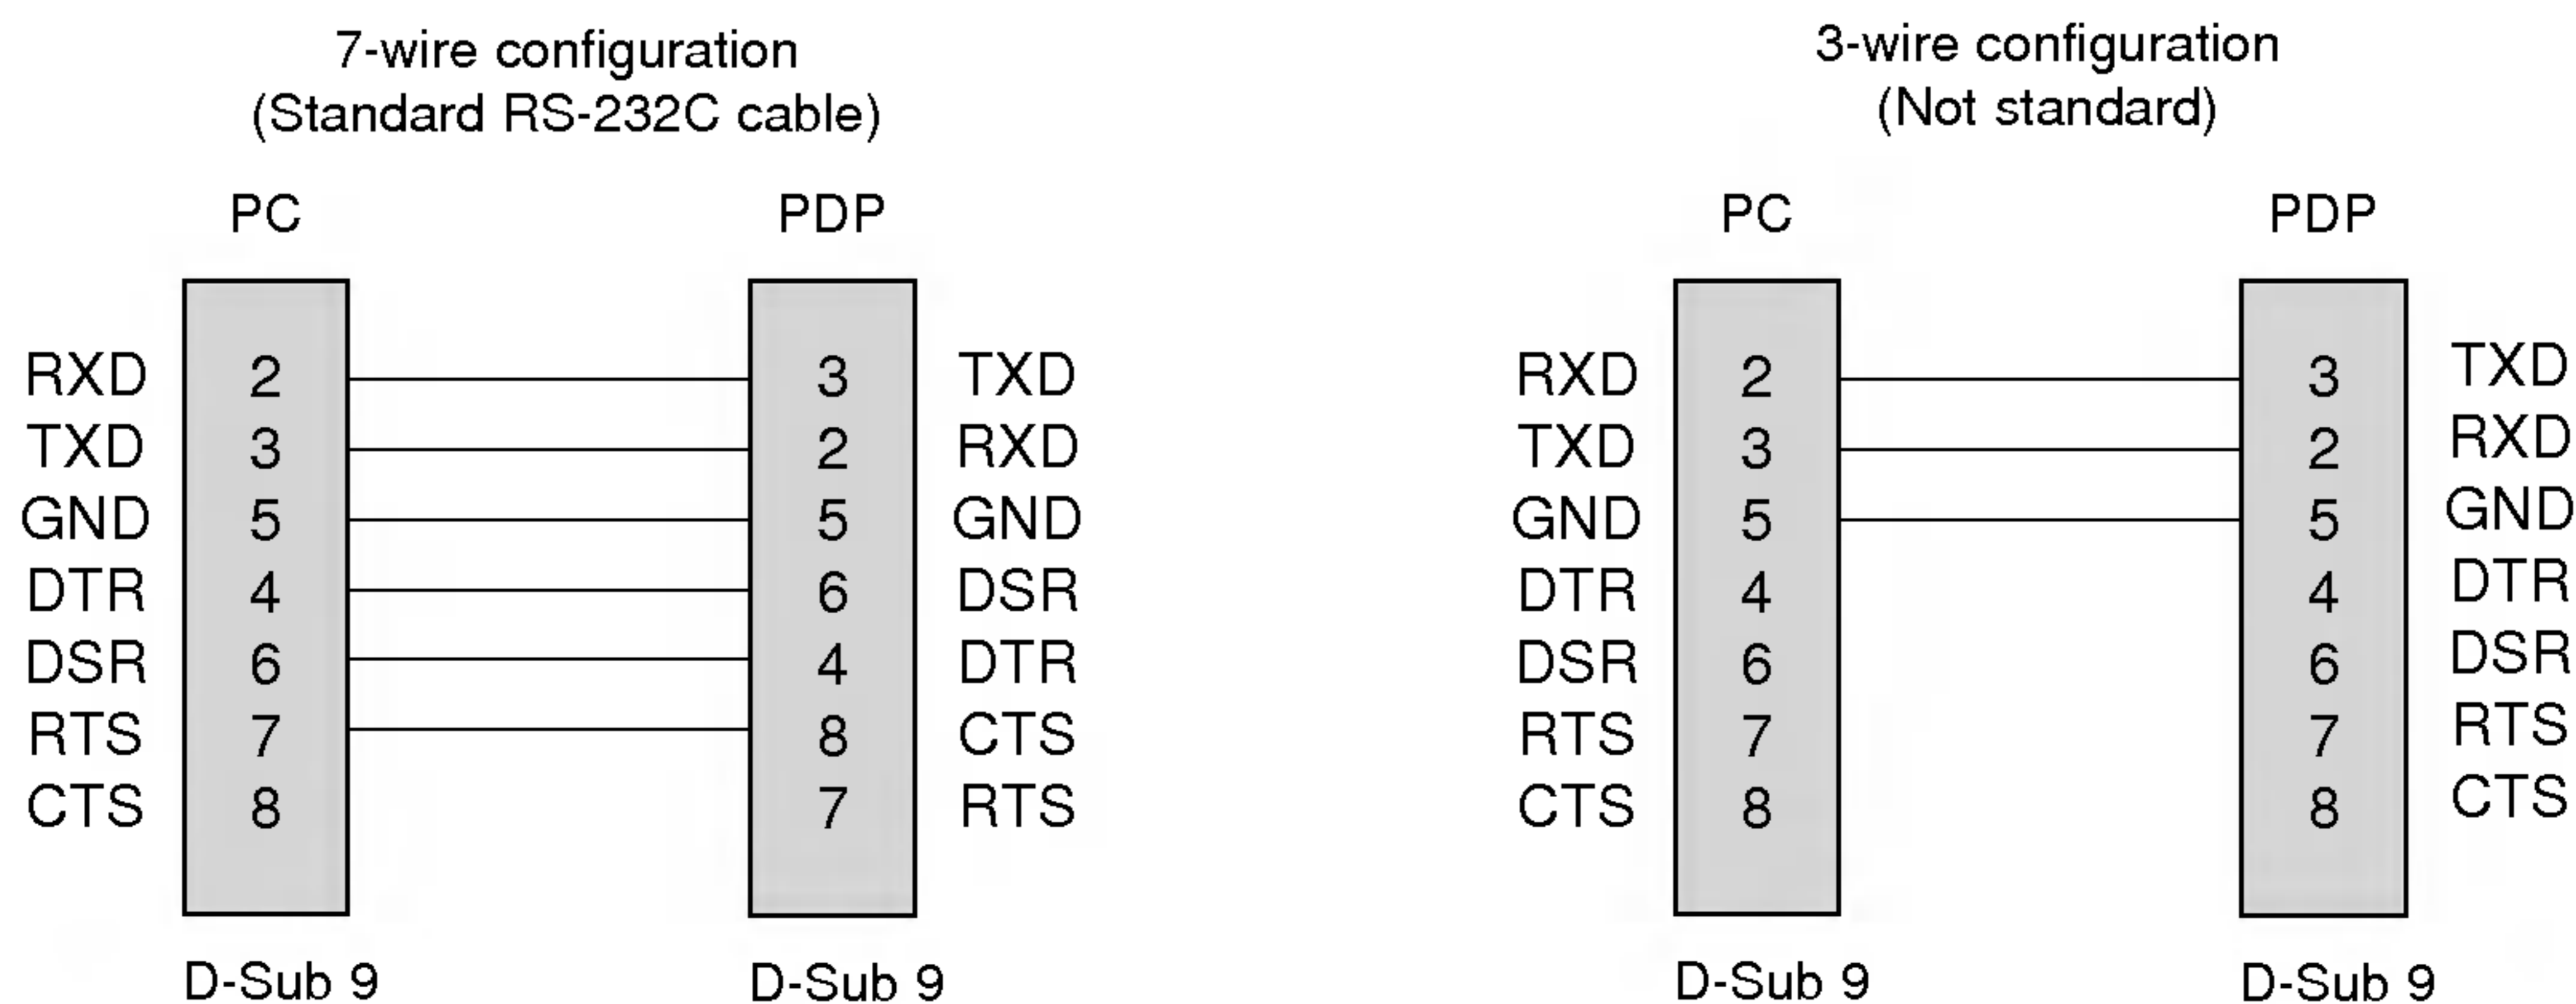 7-wire configuration
(Standard RS-232C cable)
PC PDP
RXD 2 3 TXD
TXD 3 2 RXD
GND 5 5 GND
DTR 4 6 DSR
DSR 6 4 DTR
RTS 7 8 CTS
CTS 8 7 RTS
D-Sub 9 D-Sub 9
3-wire configuration
(Not standard)
PC PDP
RXD 2 3 TXD
TXD 3 2 RXD
GND 5 5 GND
DTR 4 4 DTR
DSR 6 6 DSR
RTS 7 7 RTS
CTS 8 8 CTS
D-Sub 9 D-Sub 9